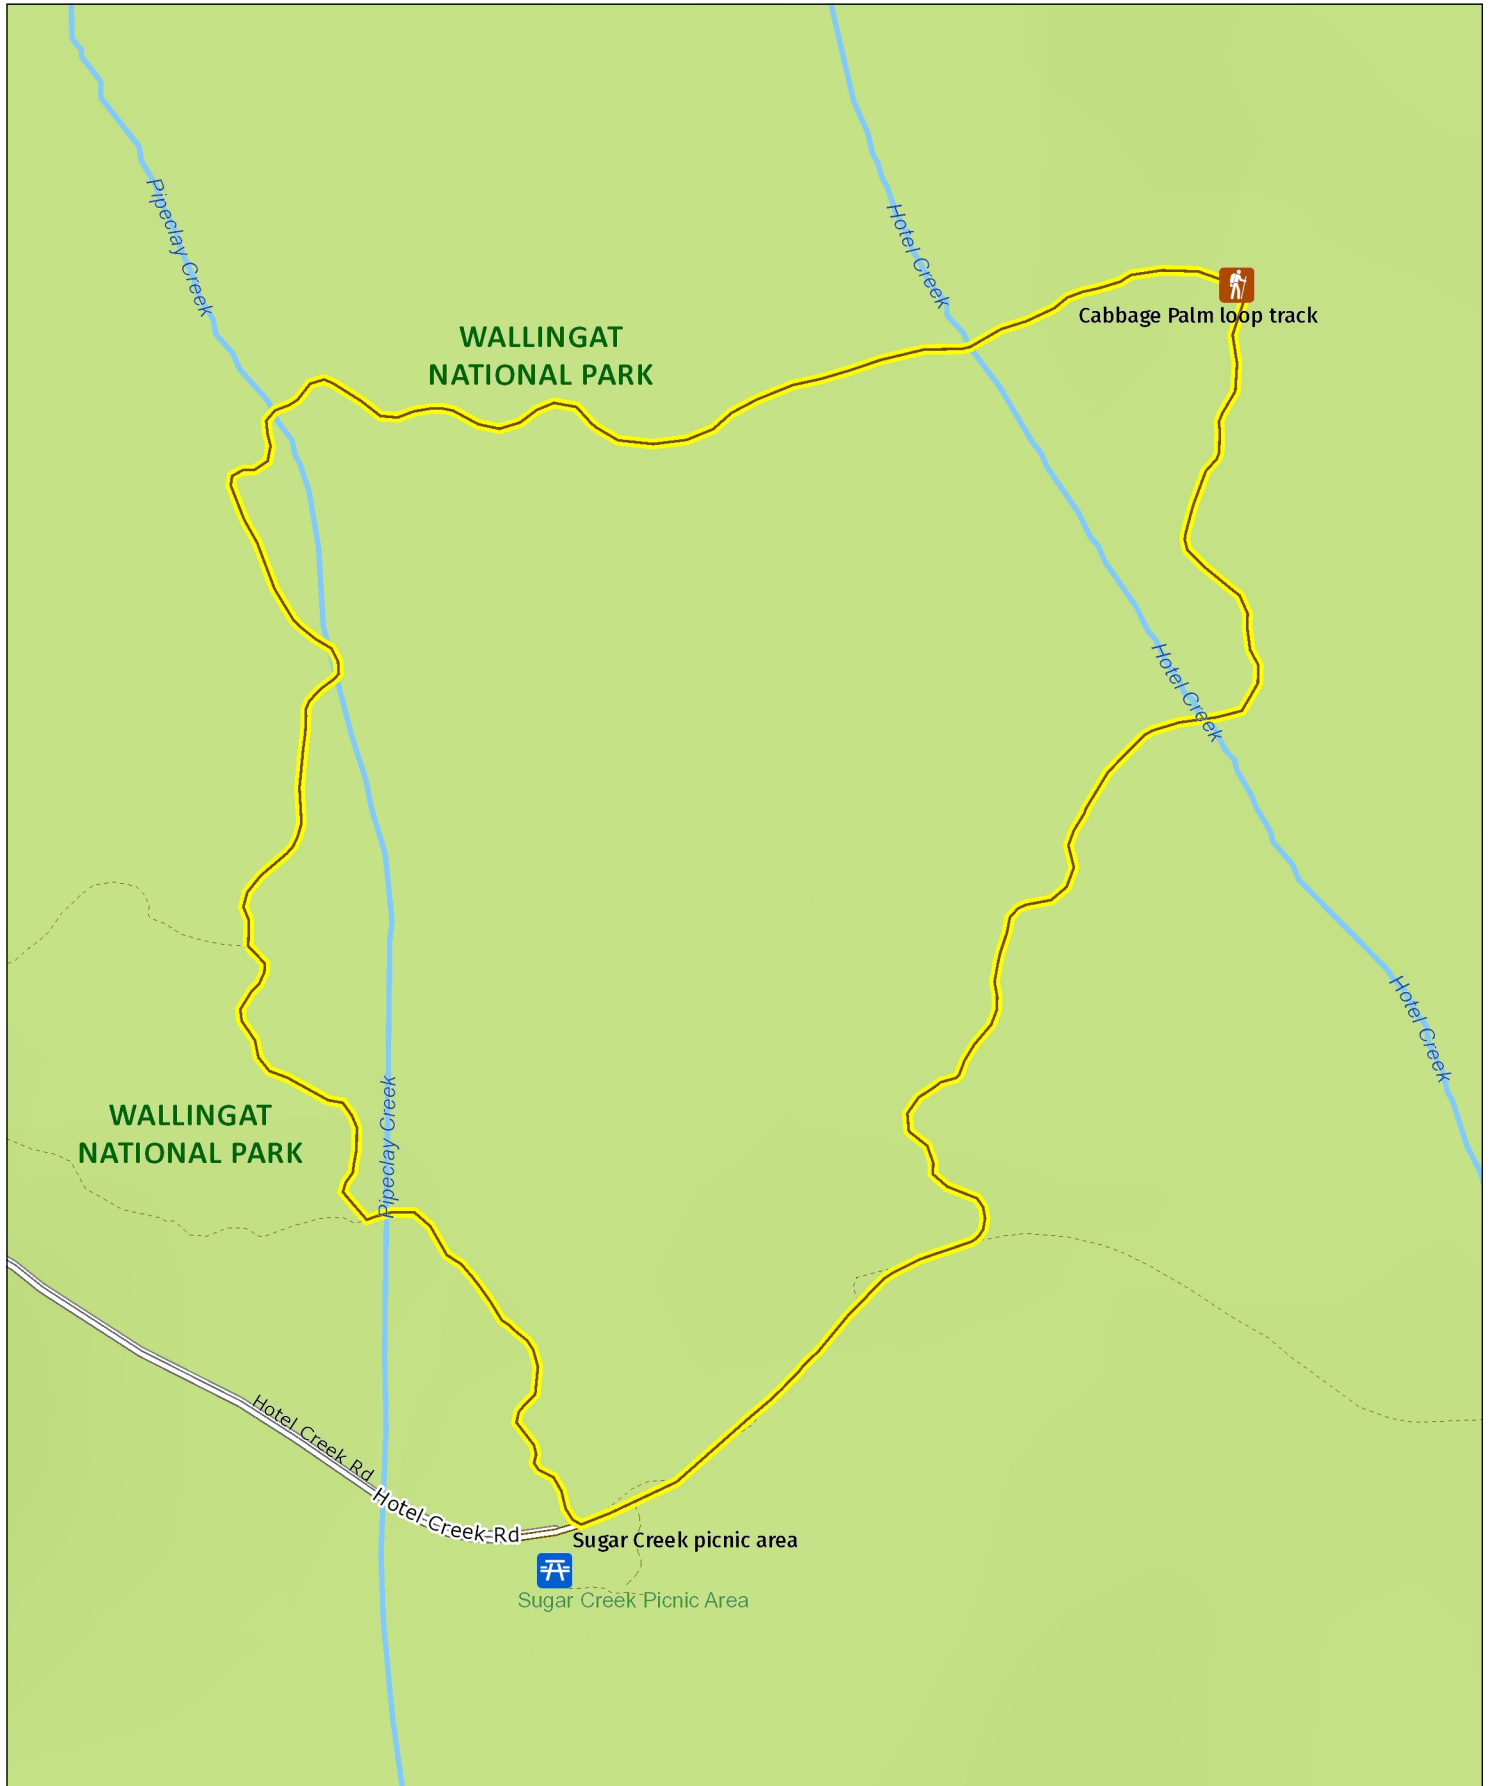 Pipeclay Creek
Hotel Creek
Cabbage Palm loop track
WALLINGAT
NATIONAL PARK
Hotel Creek
Hotel Creek
WALLINGAT
NATIONAL PARK
Pipeclay Creek
Hotel Creek Rd
Hotel Creek Rd
Sugar Creek picnic area
Sugar Creek Picnic Area